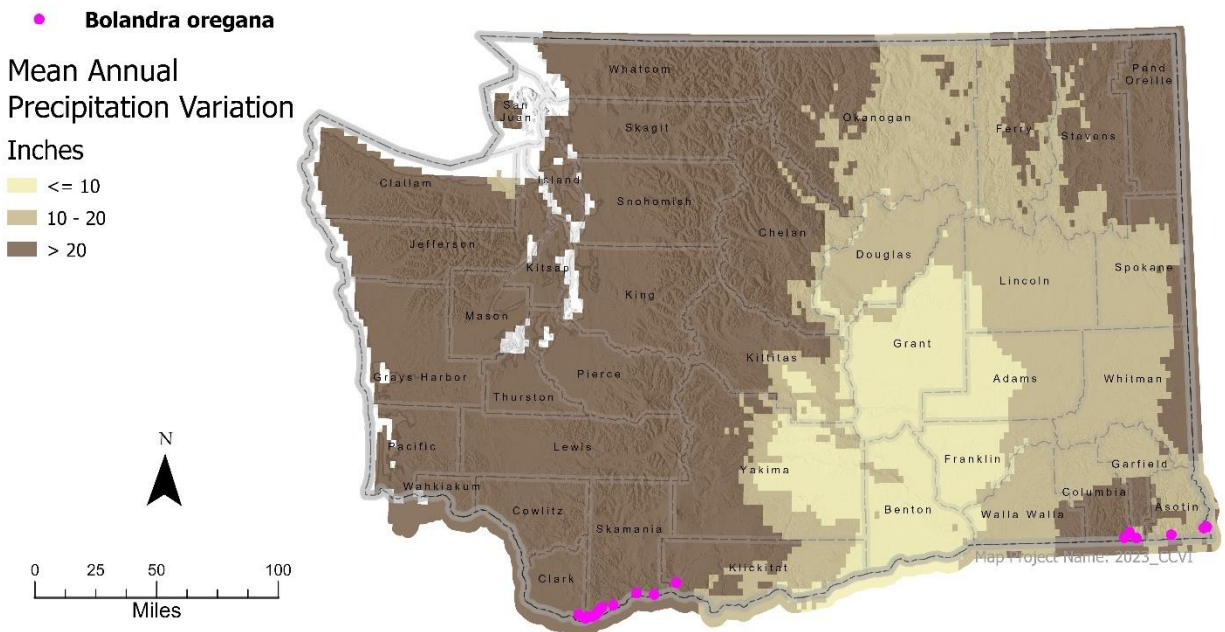 Bolandra oregana
Mean Annual
Precipitation Variation
Inches
<= 10
10 - 20
> 20
Whatcom
Pend
Oreille
San
Juan
Skagit
Okanogan
Ferry
Stevens
Clallam
Island
Snohomish
Chelan
Jefferson
Douglas
Lincoln
Spokane
Kitsap
King
Mason
Grant
Kittitas
Grays Harbor
Pierce
Adams
Whitman
Thurston
Pacific
Lewis
Yakima
Franklin
Garfield
Wahkiakum
Columbia
Cowlitz
Benton
Walla Walla
Asotin
Skamania
Map Project Name: 2023_CCVI
Clark
Klickitat
N
0 25 50 100
Miles